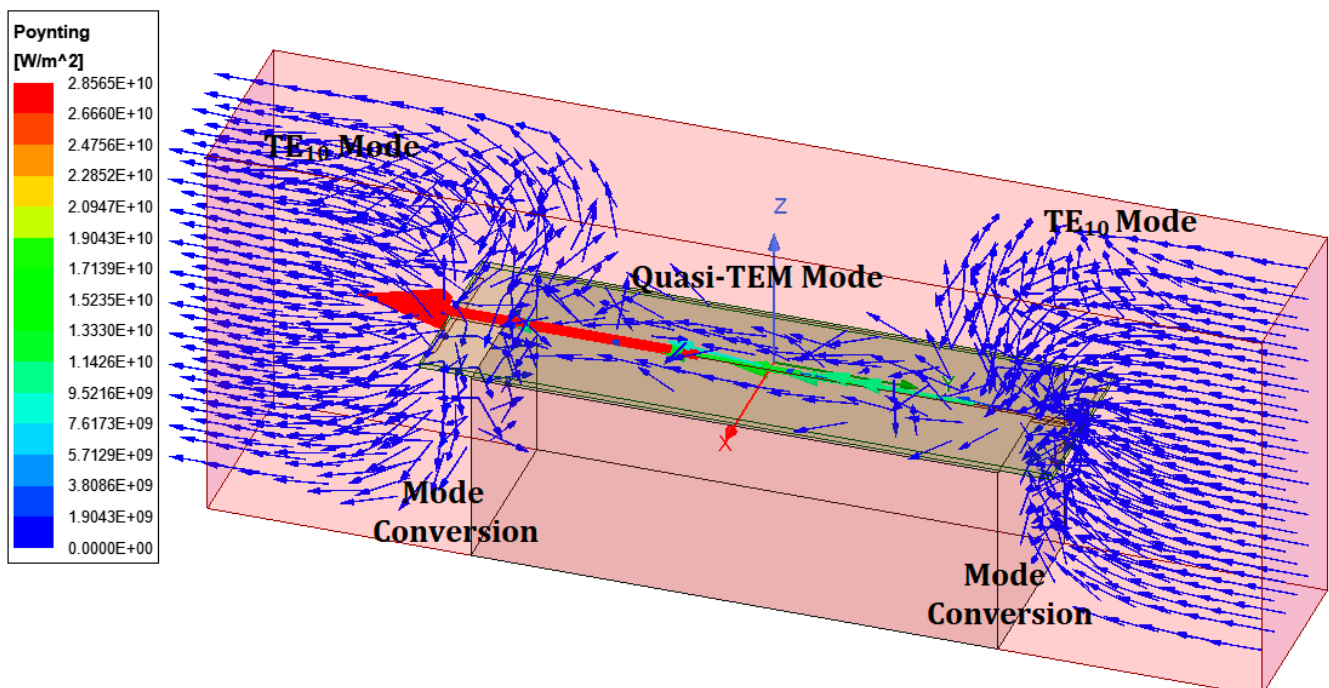 Poynting
[W/m^2]
2.8565E+10
2.6660E+10
2.4756E+10
2.2852E+10
2.0947E+10
1.9043E+10
1.7139E+10
1.5235E+10
1.3330E+10
1.1426E+10
9.5216E+09
7.6173E+09
5.7129E+09
3.8086E+09
1.9043E+09
0.0000E+00
TE₁₀ Mode
Z
TE₁₀ Mode
Quasi-TEM Mode
Y
X
Mode
Conversion
Mode
Conversion